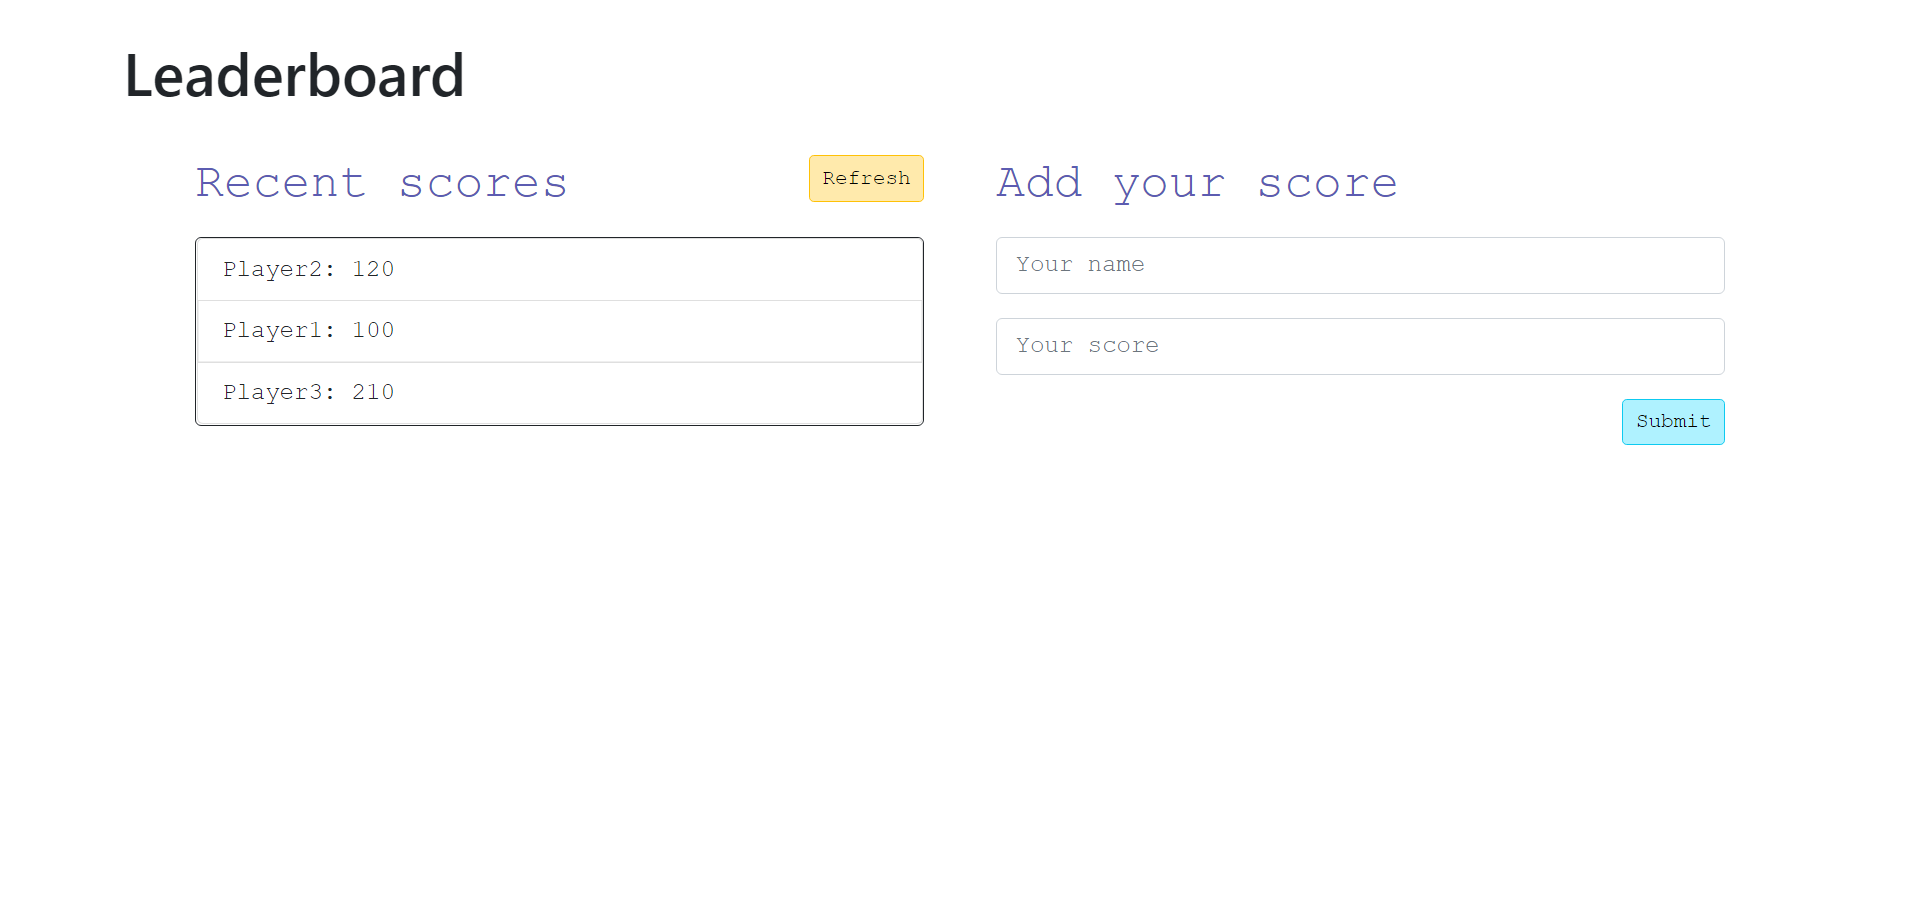 Leaderboard
Recent scores
Refresh
Player2: 120
Player1: 100
Player3: 210
Add your score
Your name
Your score
Submit